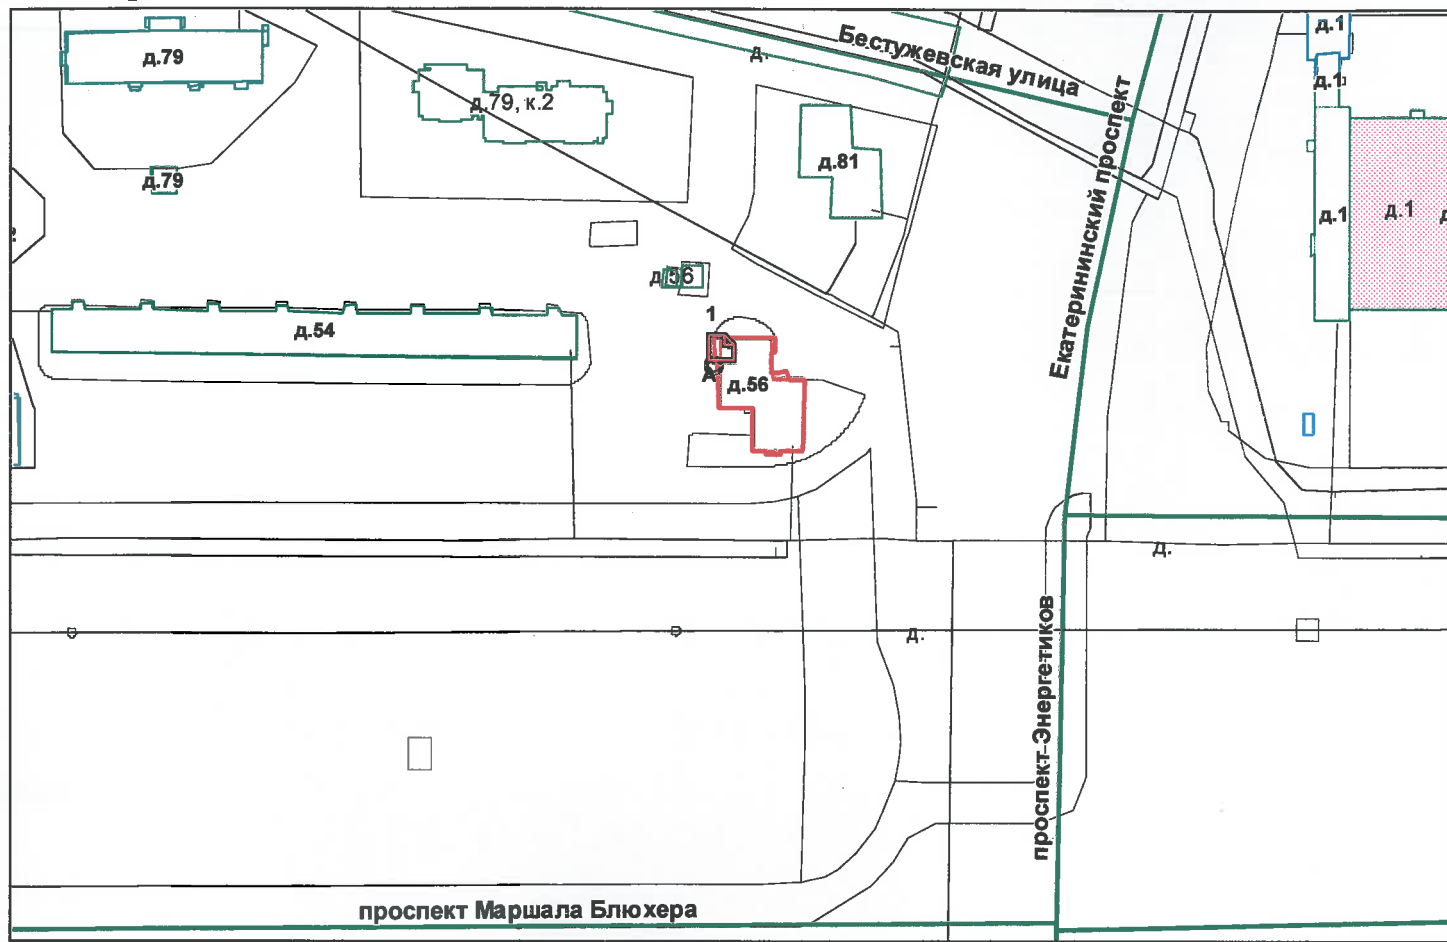 д.1
Бестужевская улица
д.79
Д.
д.1
д.79, к.2
Екатерининский проспект
д.81
д.79
д.1
д.1
д.56
1
д.54
А
д.56
Д.
Д.
проспект Энергетиков
проспект Маршала Блюхера